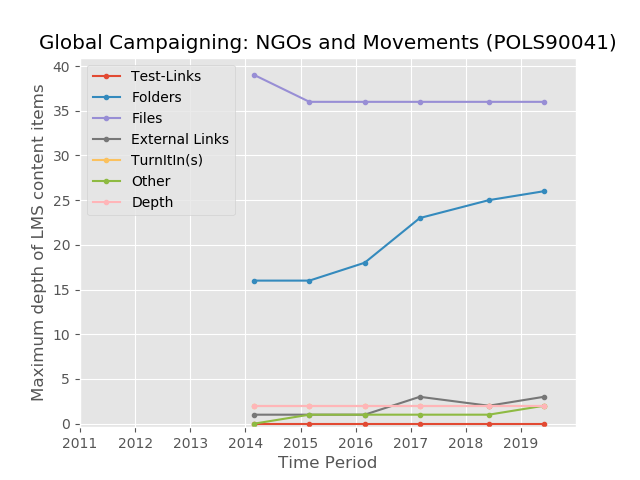 Global Campaigning: NGOs and Movements (POLS90041)
Maximum depth of LMS content items
40
35
30
25
20
15
10
5
0
Test-Links
Folders
Files
External Links
TurnItIn(s)
Other
Depth
2011 2012 2013 2014 2015 2016 2017 2018 2019
Time Period